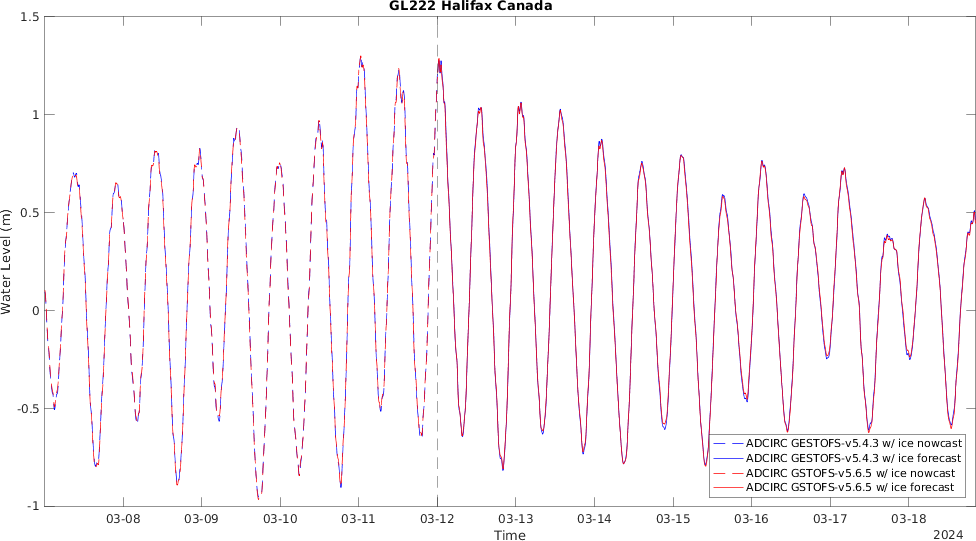 GL222 Halifax Canada
1.5
1
0.5
0
-0.5
-1
Water Level (m)
03-08 03-09 03-10 03-11 03-12 03-13 03-14 03-15 03-16 03-17 03-18
Time
2024
ADCIRC GESTOFS-v5.4.3 w/ ice nowcast
ADCIRC GESTOFS-v5.4.3 w/ ice forecast
ADCIRC GSTOFS-v5.6.5 w/ ice nowcast
ADCIRC GSTOFS-v5.6.5 w/ ice forecast